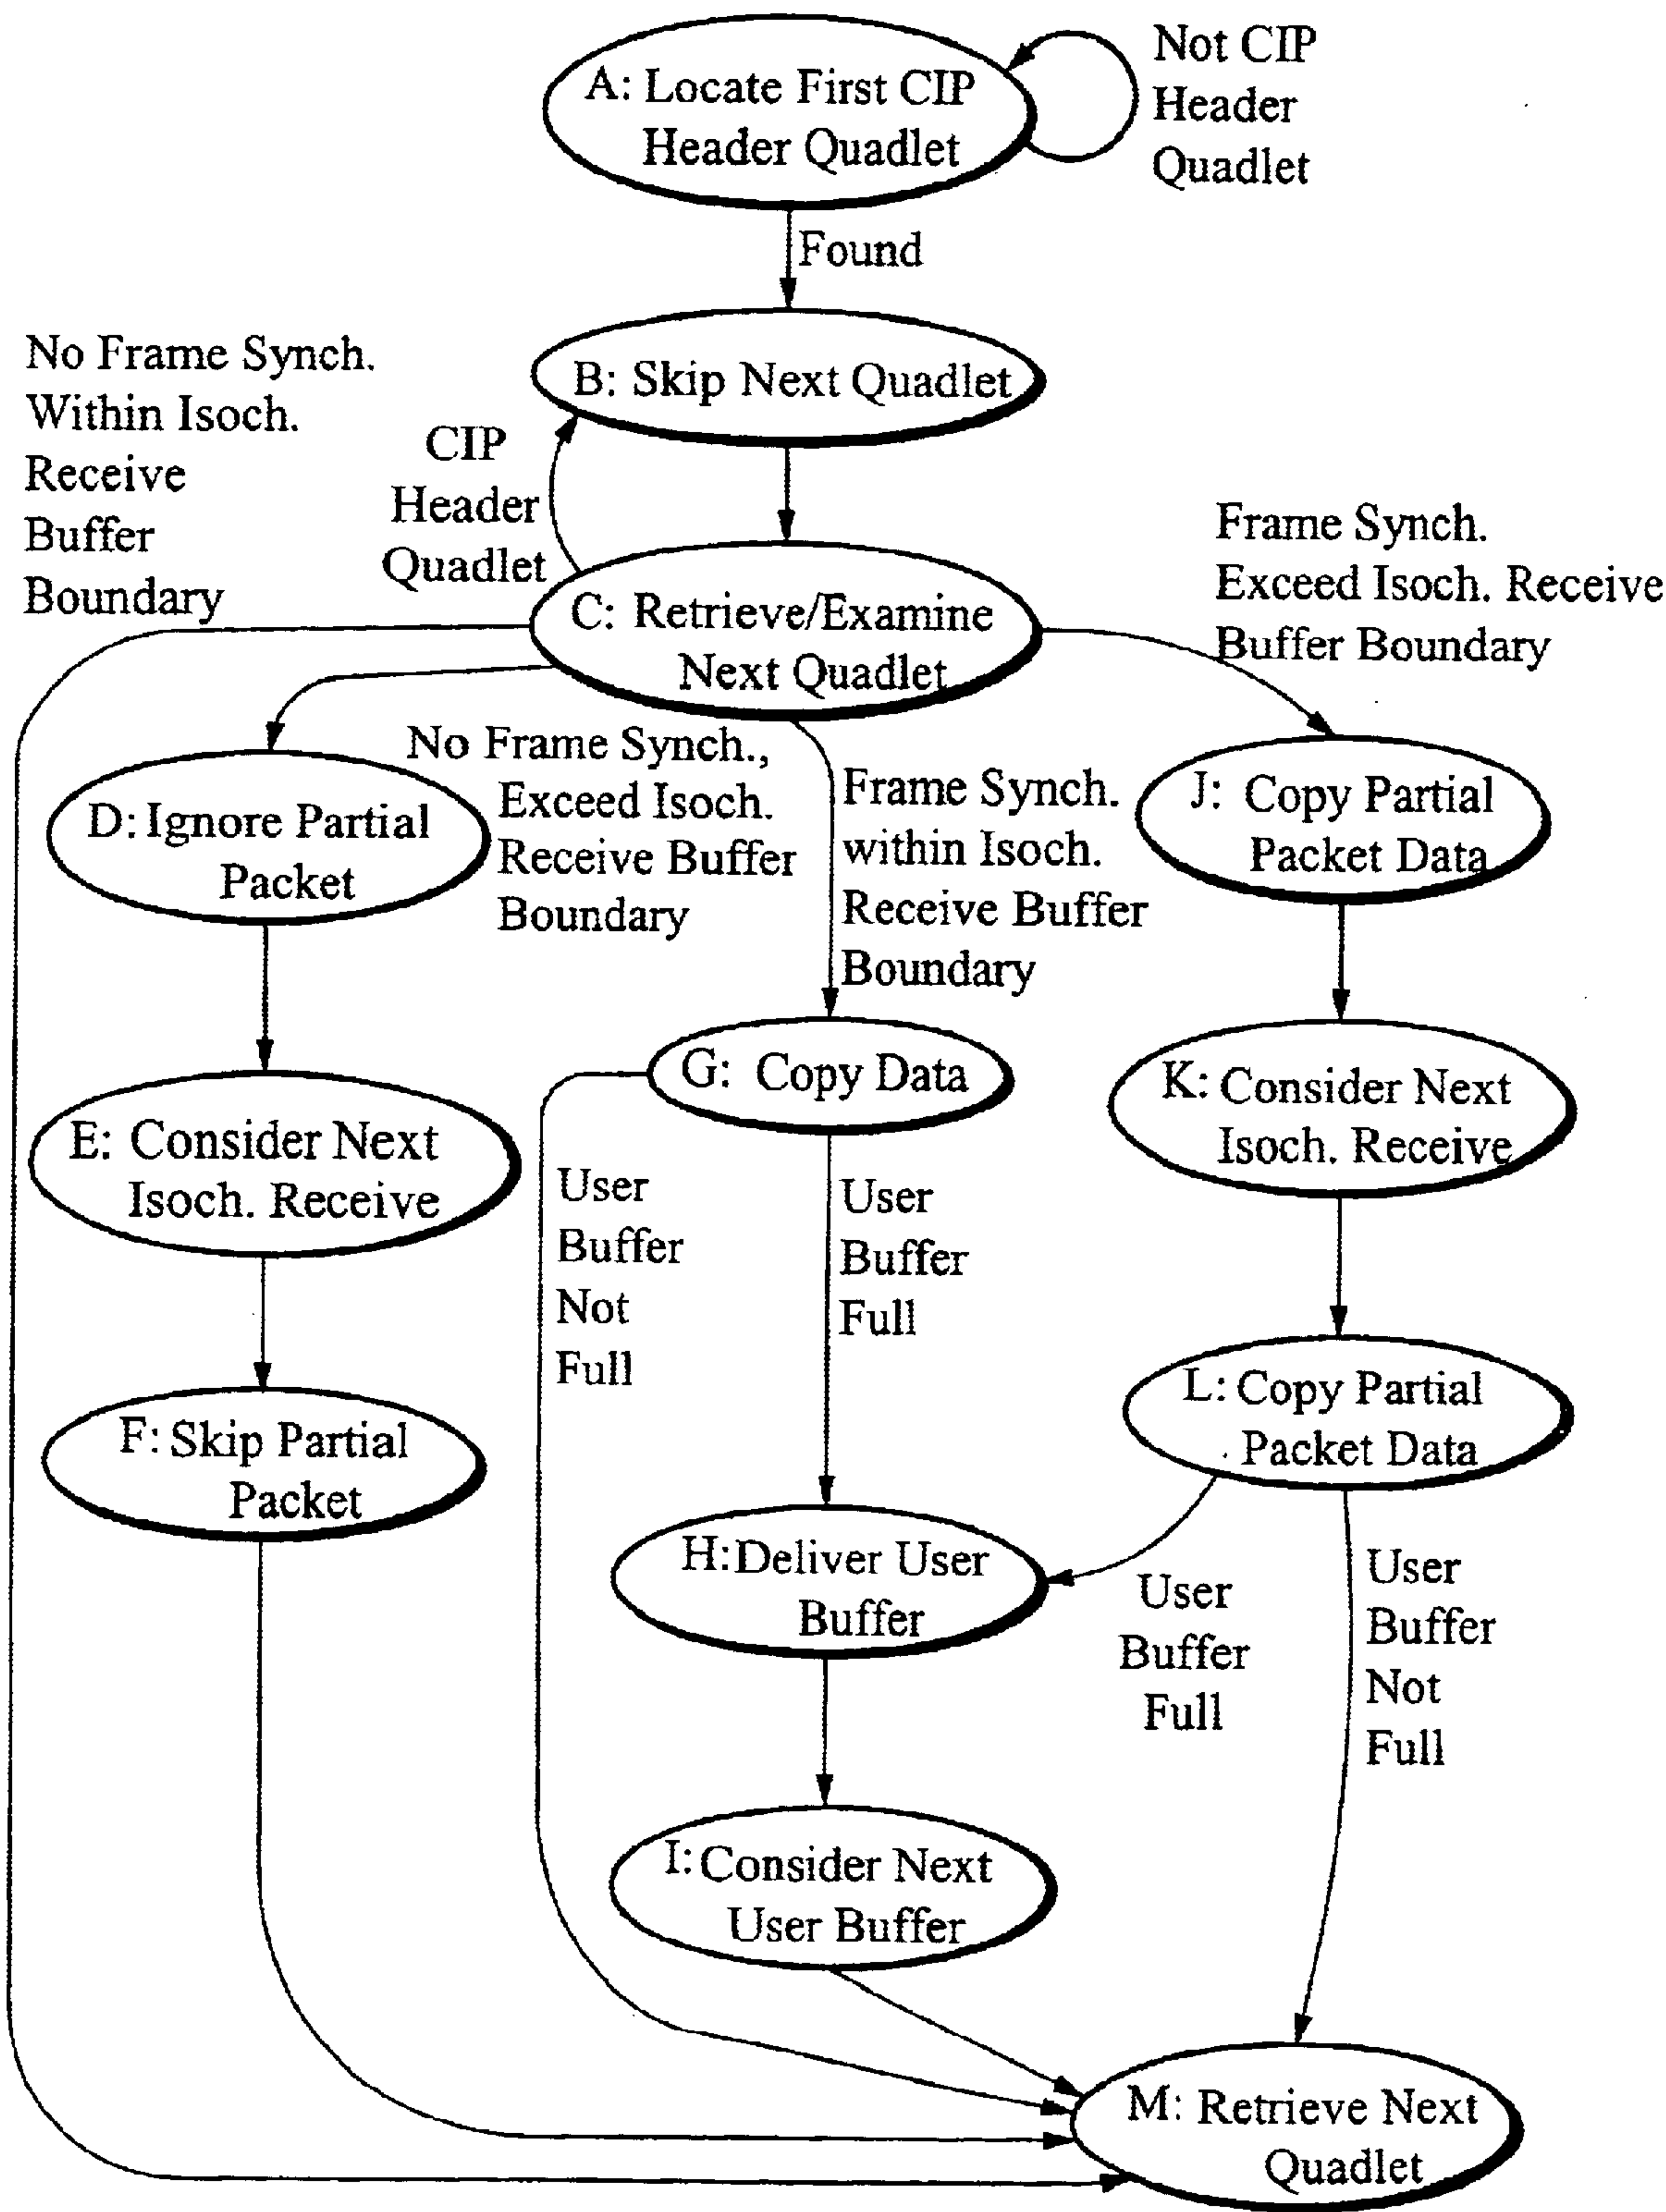 A: Locate First CIP
Header Quadlet
Not CIP
Header
Quadlet
Found
B: Skip Next Quadlet
No Frame Synch.
Within Isoch.
Receive
Buffer
Boundary
CIP
Header
Quadlet
C: Retrieve/Examine
Next Quadlet
Frame Synch.
Exceed Isoch. Receive
Buffer Boundary
D: Ignore Partial
Packet
No Frame Synch.,
Exceed Isoch.
Receive Buffer
Boundary
Frame Synch.
within Isoch.
Receive Buffer
Boundary
J: Copy Partial
Packet Data
E: Consider Next
Isoch. Receive
G: Copy Data
K: Consider Next
Isoch. Receive
User
Buffer
Not
Full
User
Buffer
Full
F: Skip Partial
Packet
L: Copy Partial
Packet Data
H: Deliver User
Buffer
User
Buffer
Full
User
Buffer
Not
Full
I: Consider Next
User Buffer
M: Retrieve Next
Quadlet